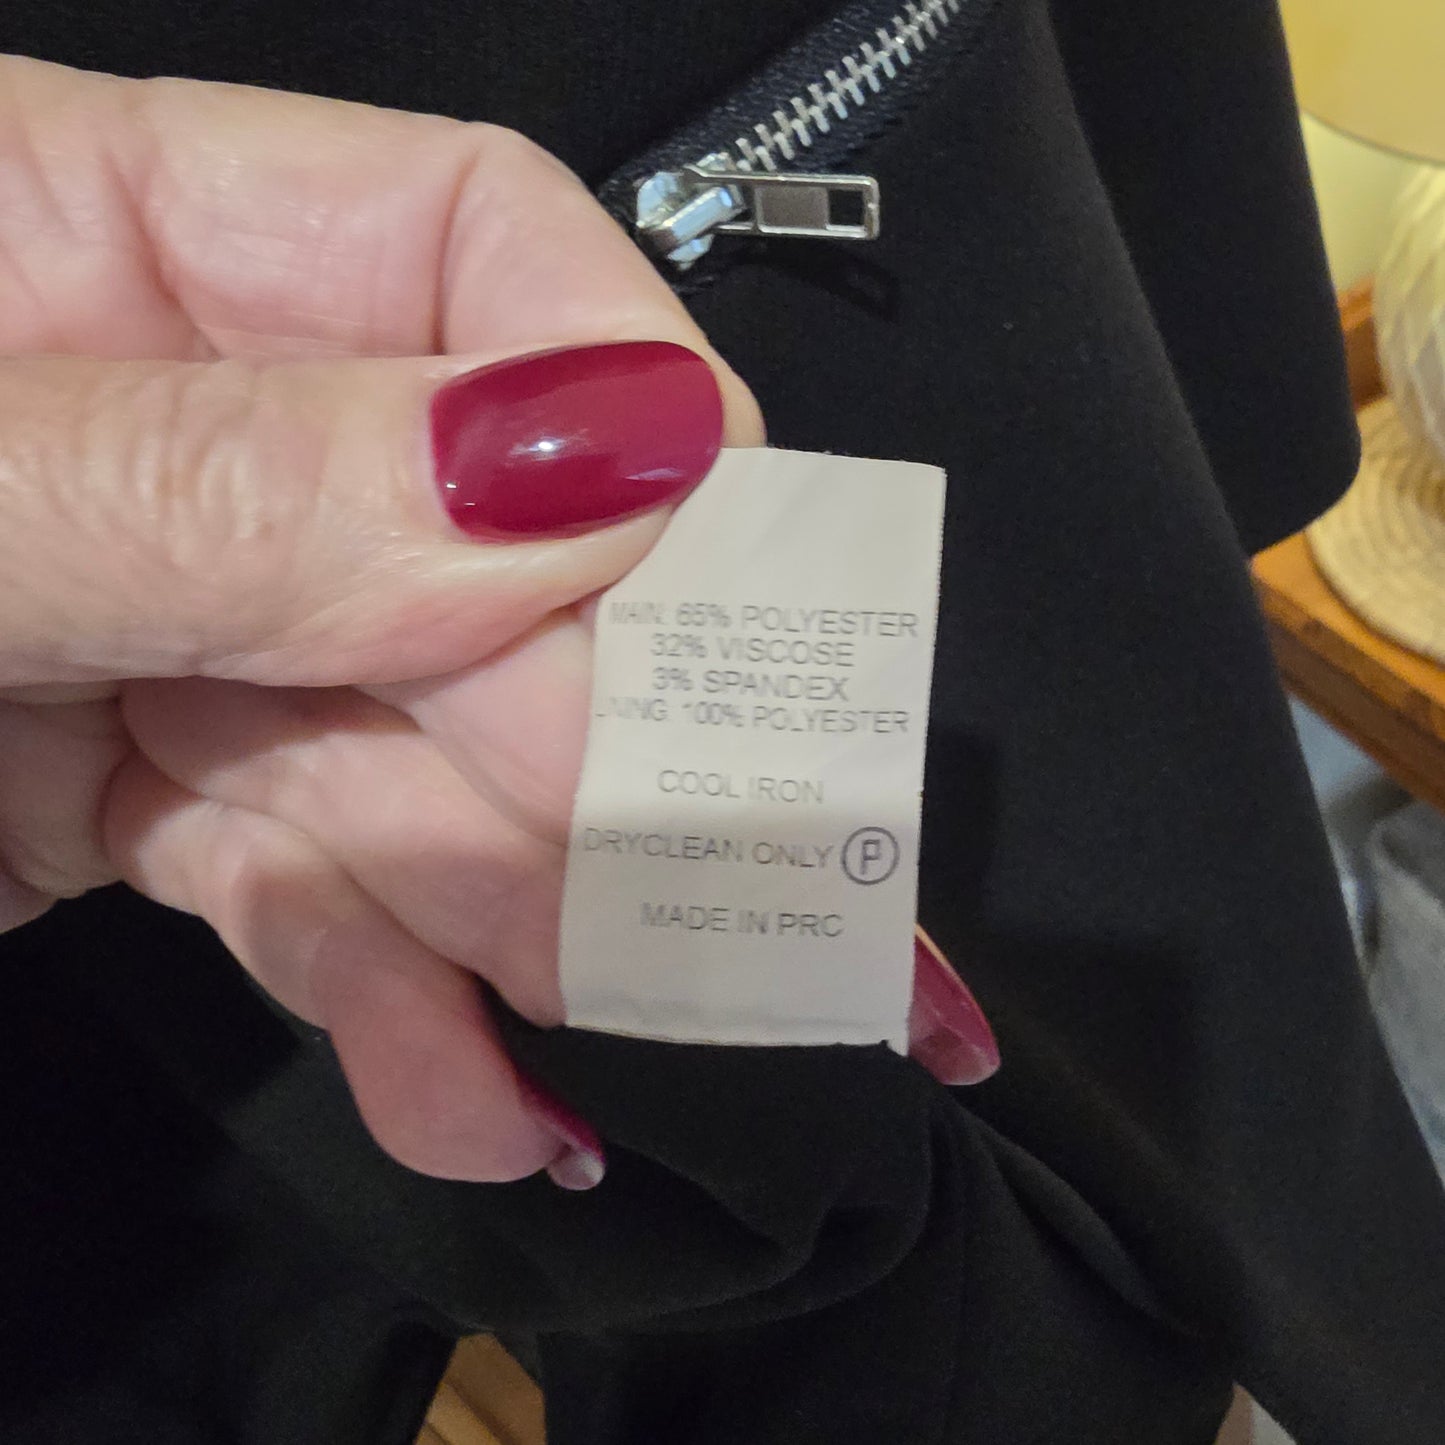 MAIN: 65% POLYESTER
32% VISCOSE
3% SPANDEX
LINING: 100% POLYESTER
COOL IRON
DRYCLEAN ONLY Ⓟ
MADE IN PRC